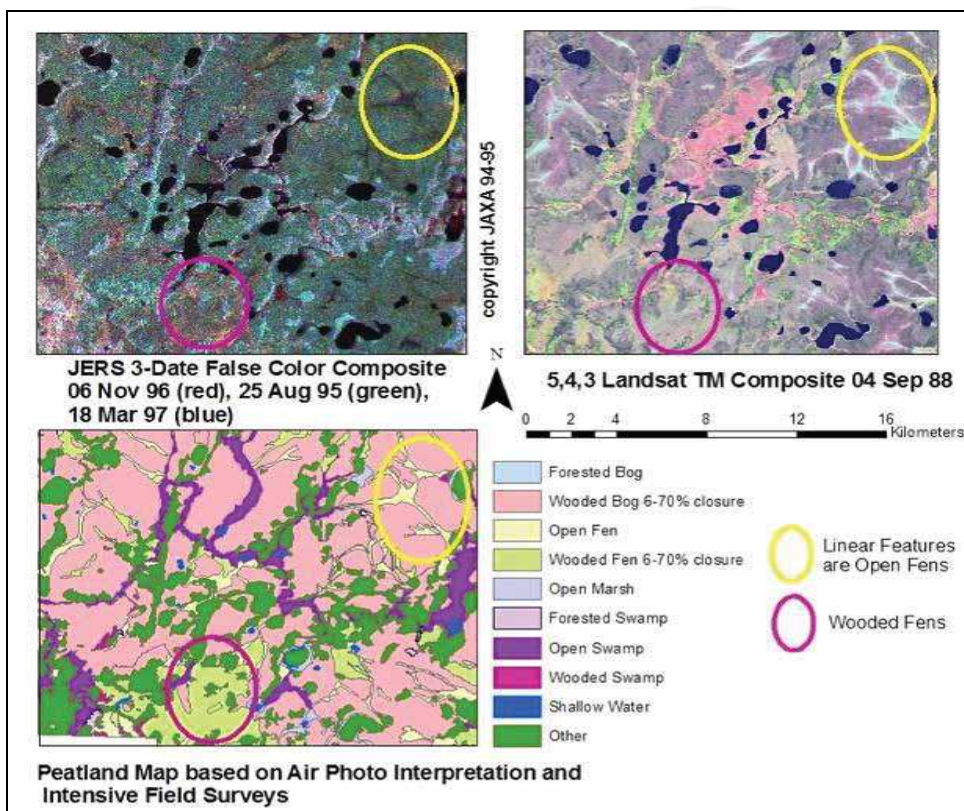 copyright JAXA 94-95
JERS 3-Date False Color Composite
06 Nov 96 (red), 25 Aug 95 (green),
18 Mar 97 (blue)
N
5,4,3 Landsat TM Composite 04 Sep 88
0 2 4 8 12 16
Kilometers
Forested Bog
Wooded Bog 6-70% closure
Open Fen
Wooded Fen 6-70% closure
Open Marsh
Forested Swamp
Open Swamp
Wooded Swamp
Shallow Water
Other
Linear Features
are Open Fens
Wooded Fens
Peatland Map based on Air Photo Interpretation and
Intensive Field Surveys